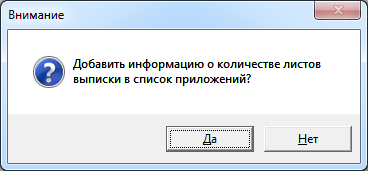 Внимание
Добавить информацию о количестве листов
выписки в список приложений?
Да
Нет